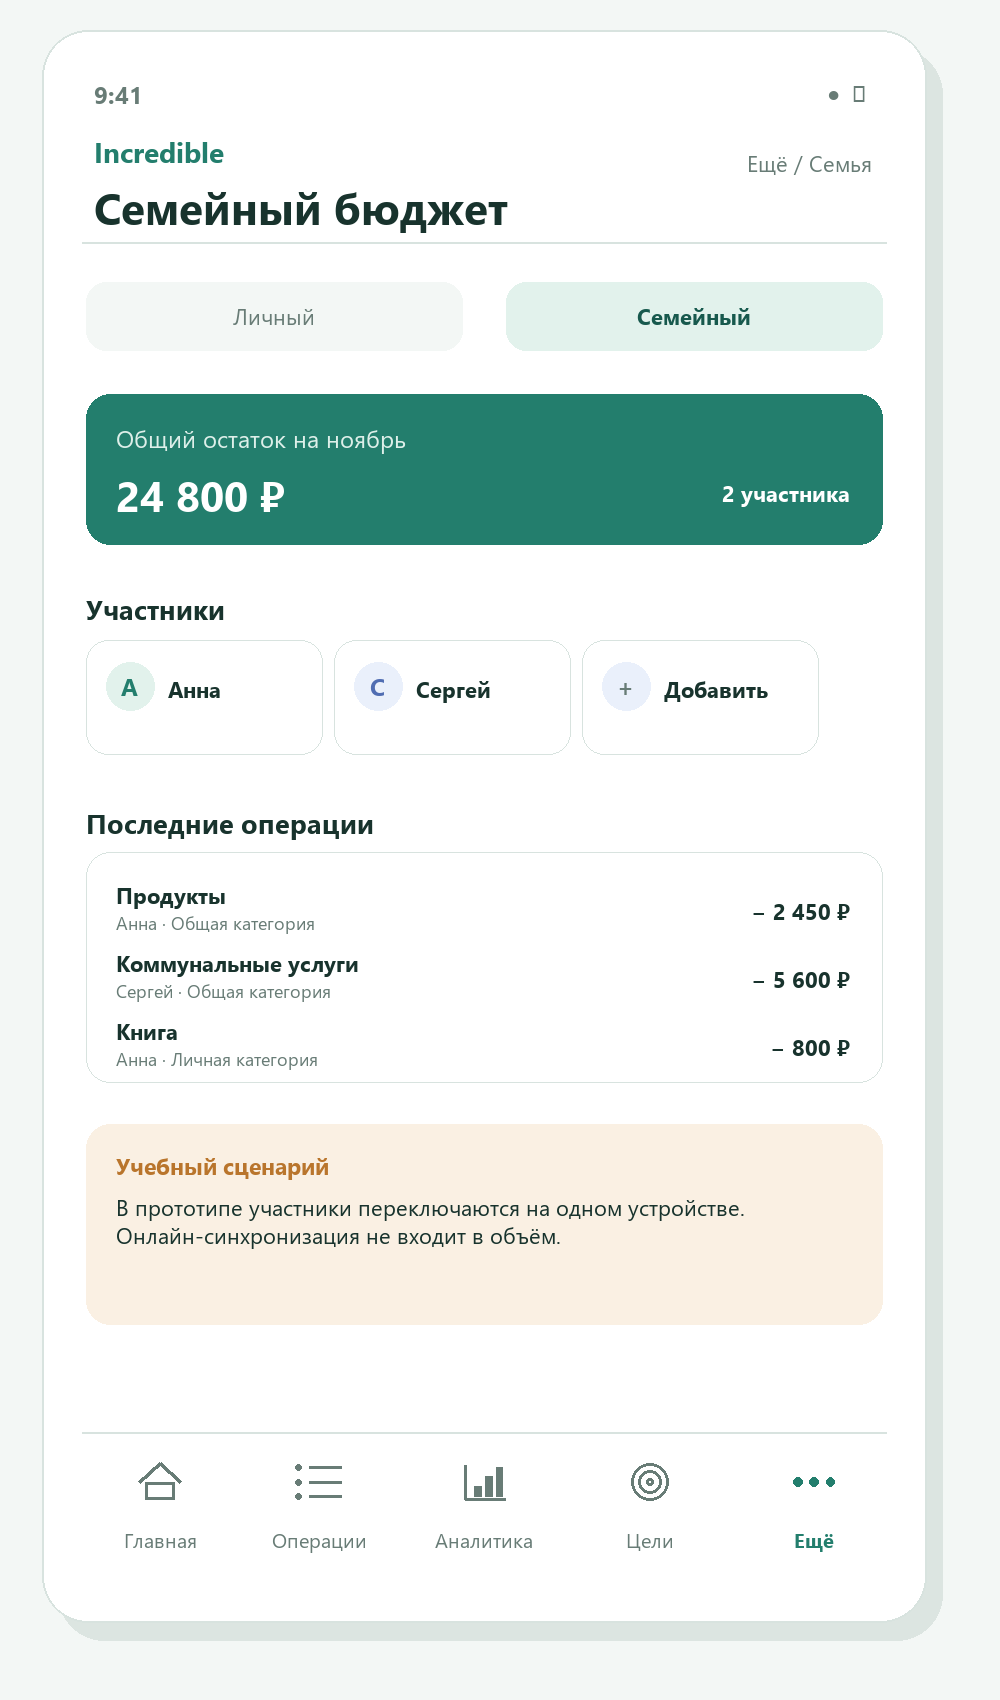 9:41
Incredible
Ещё / Семья
Семейный бюджет
Личный
Семейный
Общий остаток на ноябрь
24 800 ₽
2 участника
Участники
А Анна
С Сергей
+ Добавить
Последние операции
Продукты
Анна · Общая категория
– 2 450 ₽
Коммунальные услуги
Сергей · Общая категория
– 5 600 ₽
Книга
Анна · Личная категория
– 800 ₽
Учебный сценарий
В прототипе участники переключаются на одном устройстве.
Онлайн-синхронизация не входит в объём.
Главная
Операции
Аналитика
Цели
Ещё